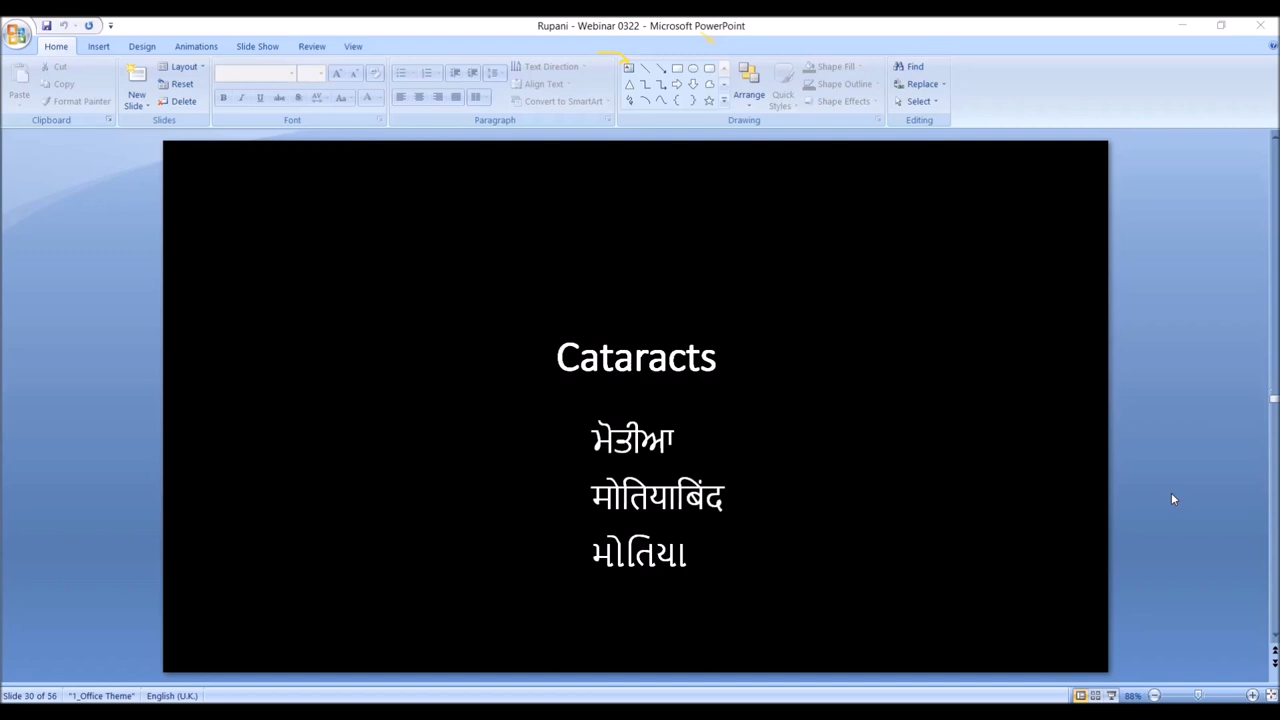 Rupani - Webinar 0322 - Microsoft PowerPoint
Home Insert Design Animations Slide Show Review View
Paste
Cut
Copy
Format Painter
Clipboard
New Slide
Layout
Reset
Delete
Slides
Font
Text Direction
Align Text
Convert to SmartArt
Paragraph
Arrange
Quick Styles
Shape Fill
Shape Outline
Shape Effects
Drawing
Find
Replace
Select
Editing
Cataracts
ਮੋਤੀਆ
मोतियाबिंद
મોતિયા
Slide 30 of 56 "1_Office Theme" English (U.K.) 88%